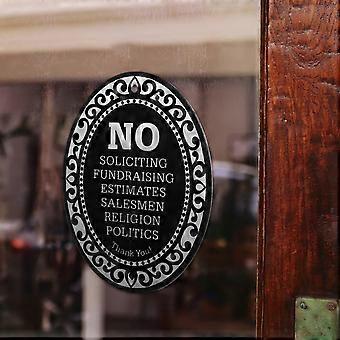 NO
SOLICITING
FUNDRAISING
ESTIMATES
SALESMEN
RELIGION
POLITICS
Thank You!